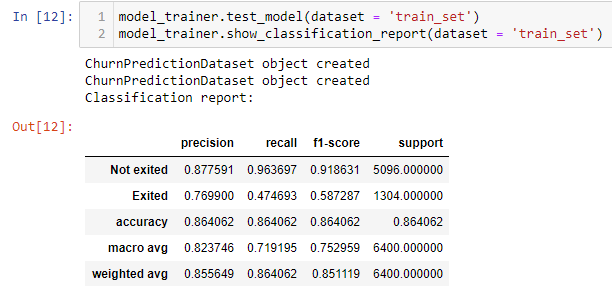 In [12]:
1 model_trainer.test_model(dataset = 'train_set')
2 model_trainer.show_classification_report(dataset = 'train_set')
ChurnPredictionDataset object created
ChurnPredictionDataset object created
Classification report:
Out[12]:
precision recall f1-score support
Not exited 0.877591 0.963697 0.918631 5096.000000
Exited 0.769900 0.474693 0.587287 1304.000000
accuracy 0.864062 0.864062 0.864062 0.864062
macro avg 0.823746 0.719195 0.752959 6400.000000
weighted avg 0.855649 0.864062 0.851119 6400.000000